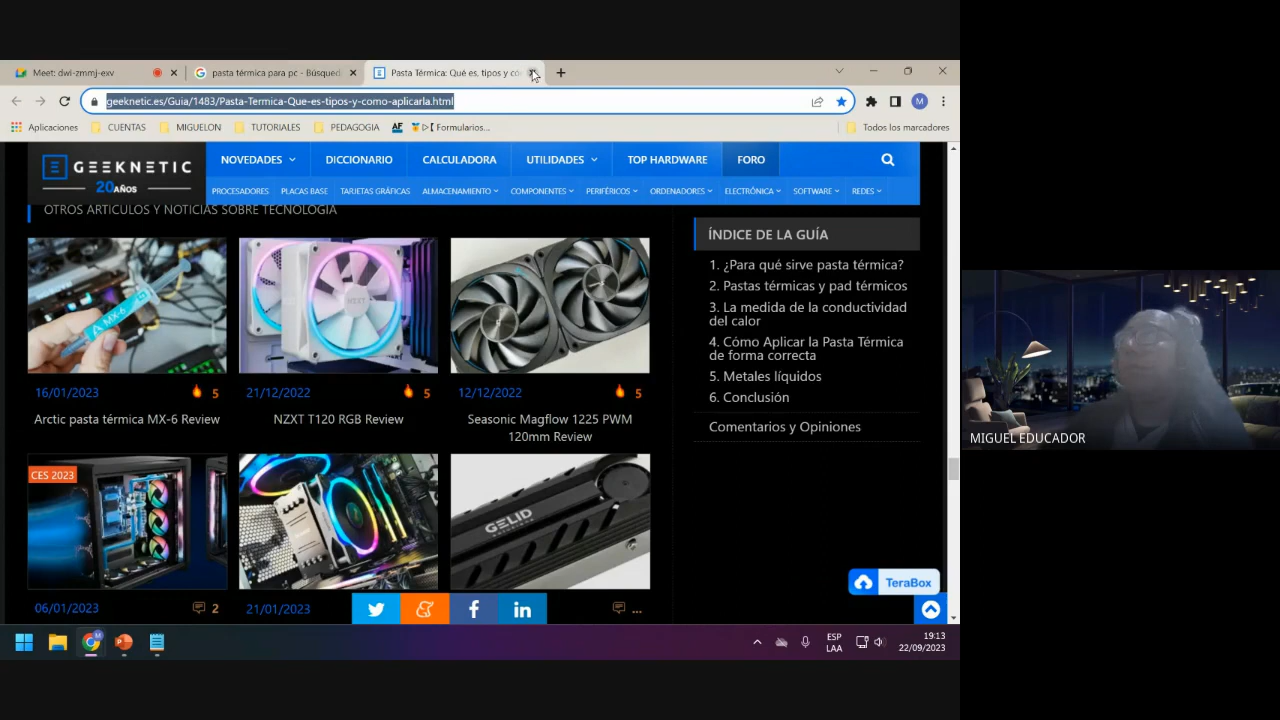 Meet: dwi-zmmj-exv
pasta térmica para pc - Búsqued
Pasta Térmica: Qué es, tipos y có
geeknetic.es/Guia/1483/Pasta-Termica-Que-es-tipos-y-como-aplicarla.html
M
Aplicaciones
CUENTAS
MIGUELON
TUTORIALES
PEDAGOGIA
AF
Formularios...
Todos los marcadores
GEEKNETIC
20 AÑOS
NOVEDADES
DICCIONARIO
CALCULADORA
UTILIDADES
TOP HARDWARE
FORO
PROCESADORES
PLACAS BASE
TARJETAS GRÁFICAS
ALMACENAMIENTO
COMPONENTES
PERIFÉRICOS
ORDENADORES
ELECTRÓNICA
SOFTWARE
REDES
OTROS ARTICULOS Y NOTICIAS SOBRE TECNOLOGIA
MX-6
NZXT
16/01/2023
5
21/12/2022
5
12/12/2022
5
Arctic pasta térmica MX-6 Review
NZXT T120 RGB Review
Seasonic Magflow 1225 PWM
120mm Review
CES 2023
GELID
06/01/2023
2
21/01/2023
...
ÍNDICE DE LA GUÍA
1. ¿Para qué sirve pasta térmica?
2. Pastas térmicas y pad térmicos
3. La medida de la conductividad
del calor
4. Cómo Aplicar la Pasta Térmica
de forma correcta
5. Metales líquidos
6. Conclusión
Comentarios y Opiniones
TeraBox
ESP
LAA
19:13
22/09/2023
MIGUEL EDUCADOR